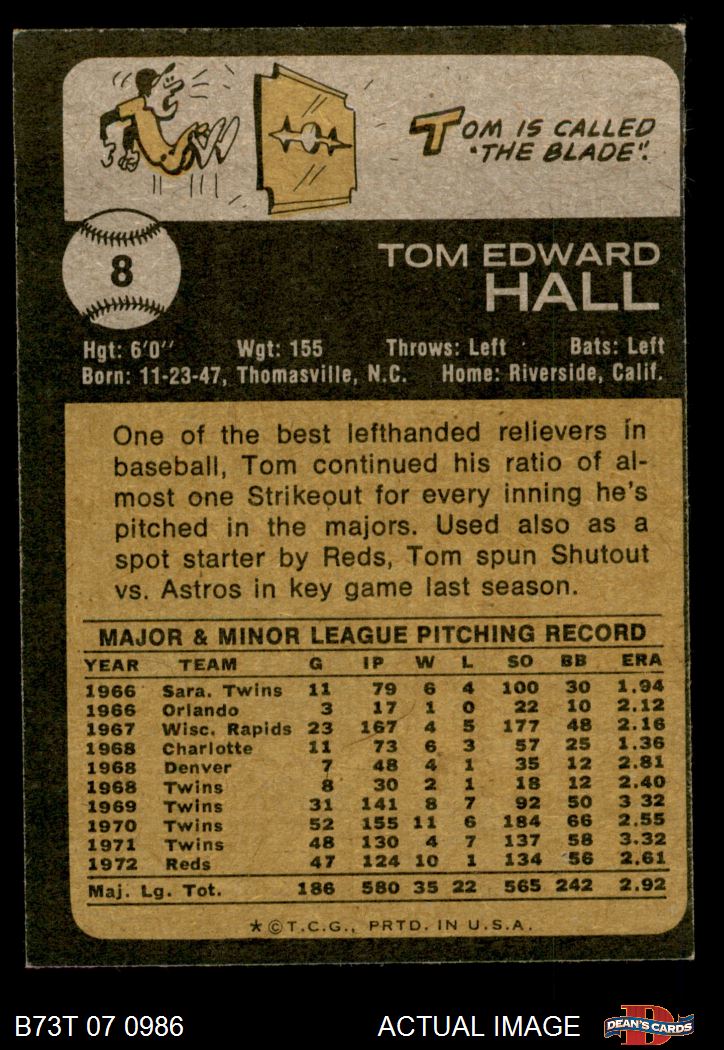 TOM IS CALLED
"THE BLADE".
8
TOM EDWARD
HALL
Hgt: 6'0" Wgt: 155 Throws: Left Bats: Left
Born: 11-23-47, Thomasville, N.C. Home: Riverside, Calif.
One of the best lefthanded relievers in
baseball, Tom continued his ratio of al-
most one Strikeout for every inning he's
pitched in the majors. Used also as a
spot starter by Reds, Tom spun Shutout
vs. Astros in key game last season.
MAJOR & MINOR LEAGUE PITCHING RECORD
YEAR TEAM G IP W L SO BB ERA
1966 Sara. Twins 11 79 6 4 100 30 1.94
1966 Orlando 3 17 1 0 22 10 2.12
1967 Wisc. Rapids 23 167 4 5 177 48 2.16
1968 Charlotte 11 73 6 3 57 25 1.36
1968 Denver 7 48 4 1 35 12 2.81
1968 Twins 8 30 2 1 18 12 2.40
1969 Twins 31 141 8 7 92 50 3 32
1970 Twins 52 155 11 6 184 66 2.55
1971 Twins 48 130 4 7 137 58 3.32
1972 Reds 47 124 10 1 134 56 2.61
Maj. Lg. Tot. 186 580 35 22 565 242 2.92
*©T.C.G., PRTD. IN U.S.A.
B73T 07 0986 ACTUAL IMAGE DEAN'S CARDS